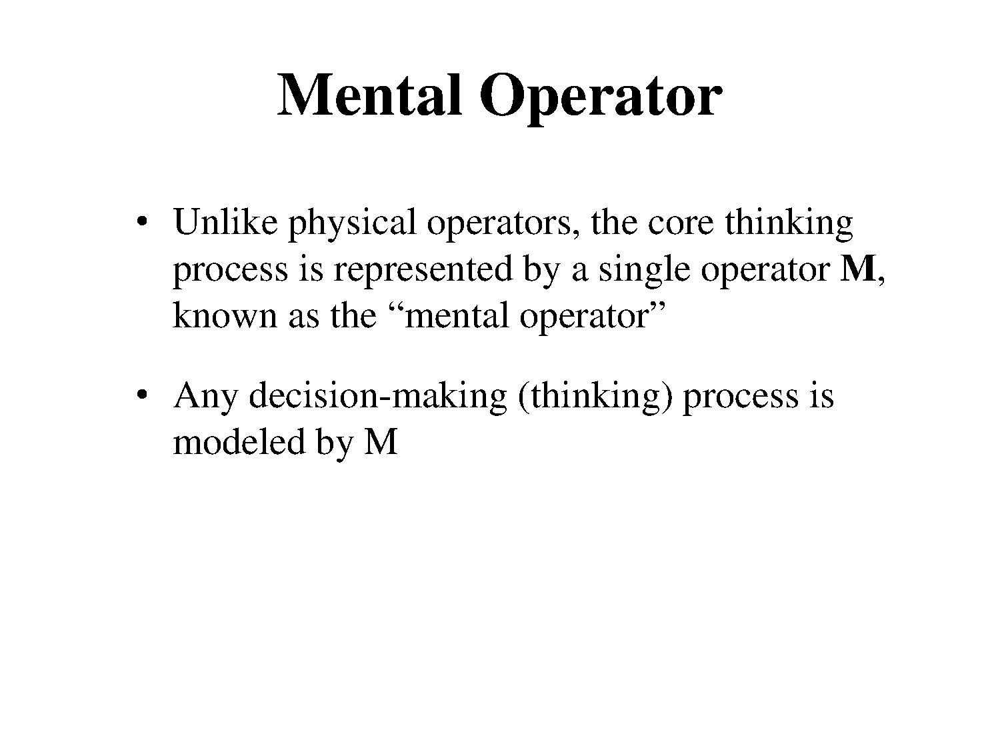 Mental Operator
• Unlike physical operators, the core thinking
process is represented by a single operator M,
known as the “mental operator”
• Any decision-making (thinking) process is
modeled by M